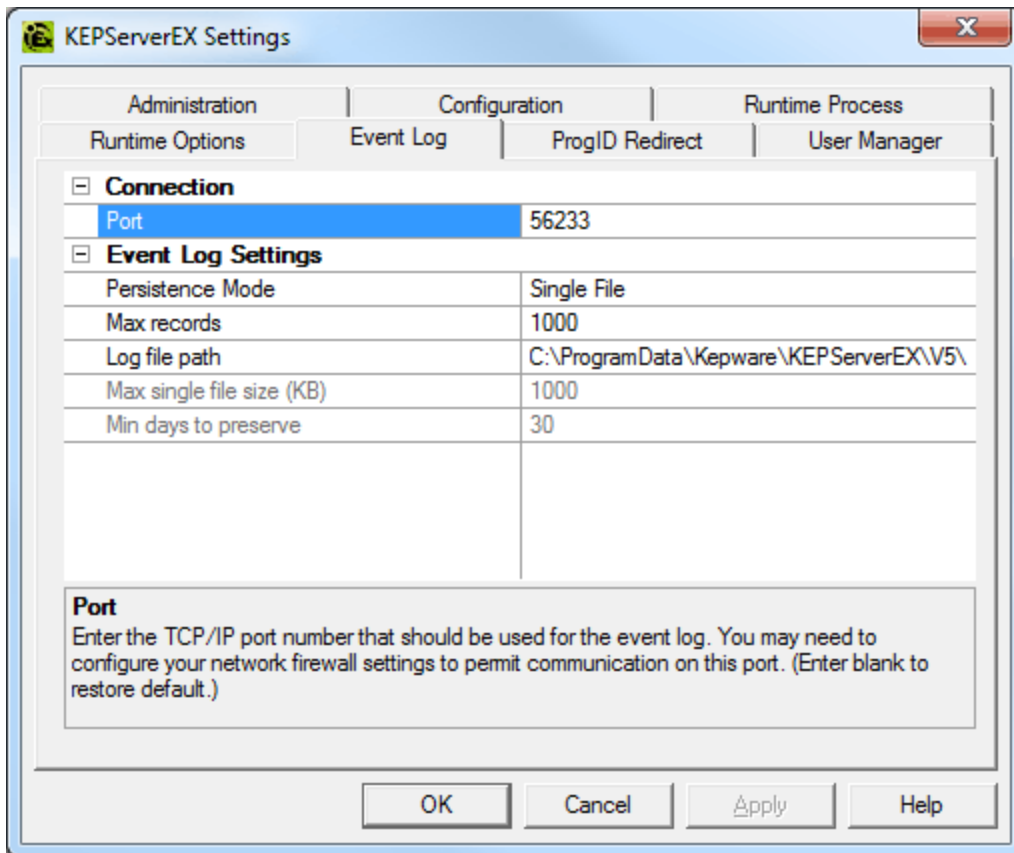 KEPServerEX Settings
Administration Configuration Runtime Process
Runtime Options Event Log ProgID Redirect User Manager
Connection
Port 56233
Event Log Settings
Persistence Mode Single File
Max records 1000
Log file path C:\ProgramData\Kepware\KEPServerEX\V5\
Max single file size (KB) 1000
Min days to preserve 30
Port
Enter the TCP/IP port number that should be used for the event log. You may need to
configure your network firewall settings to permit communication on this port. (Enter blank to
restore default.)
OK Cancel Apply Help